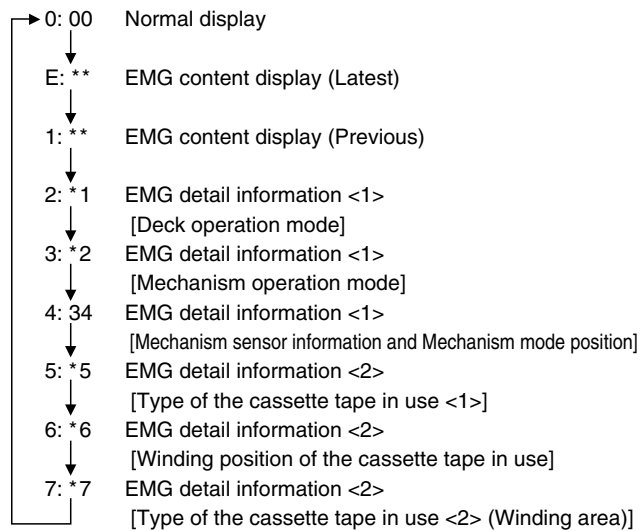 0: 00 Normal display
E: ** EMG content display (Latest)
1: ** EMG content display (Previous)
2: *1 EMG detail information <1>
[Deck operation mode]
3: *2 EMG detail information <1>
[Mechanism operation mode]
4: 34 EMG detail information <1>
[Mechanism sensor information and Mechanism mode position]
5: *5 EMG detail information <2>
[Type of the cassette tape in use <1>]
6: *6 EMG detail information <2>
[Winding position of the cassette tape in use]
7: *7 EMG detail information <2>
[Type of the cassette tape in use <2> (Winding area)]